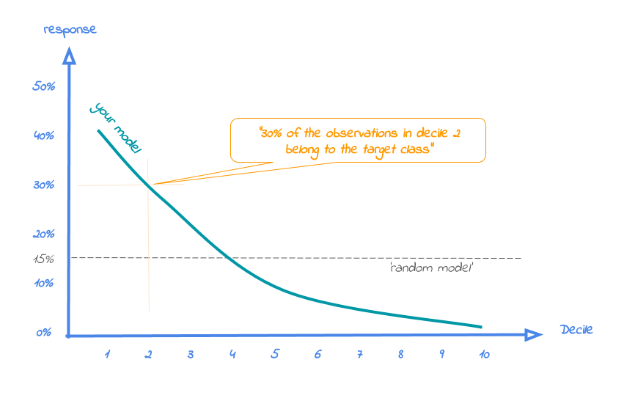 response
50%
your model
"30% of the observations in decile 2
belong to the target class"
40%
30%
20%
15%
'random model'
10%
0%
1 2 3 4 5 6 7 8 9 10
Decile